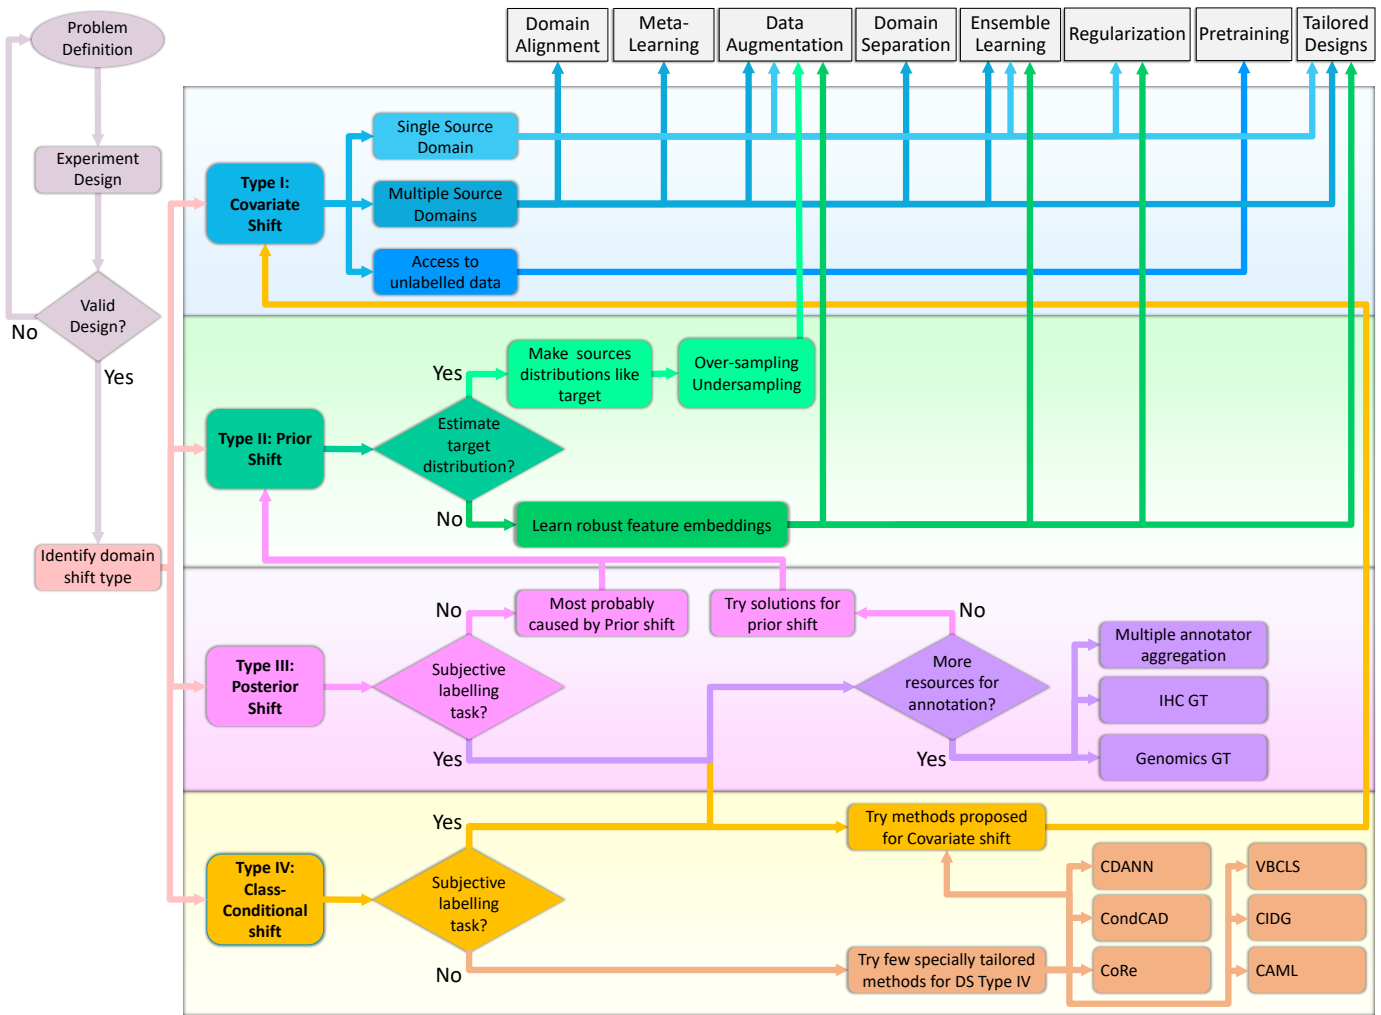 Problem
Definition
Experiment
Design
Valid
Design?
No
Yes
Identify domain
shift type
Domain
Alignment
Meta-
Learning
Data
Augmentation
Domain
Separation
Ensemble
Learning
Regularization
Pretraining
Tailored
Designs
Type I:
Covariate
Shift
Single Source
Domain
Multiple Source
Domains
Access to
unlabelled data
Type II: Prior
Shift
Estimate
target
distribution?
Yes
Make sources
distributions like
target
Over-sampling
Undersampling
No
Learn robust feature embeddings
Type III:
Posterior
Shift
Subjective
labelling
task?
No
Most probably
caused by Prior shift
Try solutions for
prior shift
No
Yes
More
resources for
annotation?
Yes
Multiple annotator
aggregation
IHC GT
Genomics GT
Type IV:
Class-
Conditional
shift
Subjective
labelling
task?
Yes
Try methods proposed
for Covariate shift
No
Try few specially tailored
methods for DS Type IV
CDANN
CondCAD
CoRe
VBCLS
CIDG
CAML